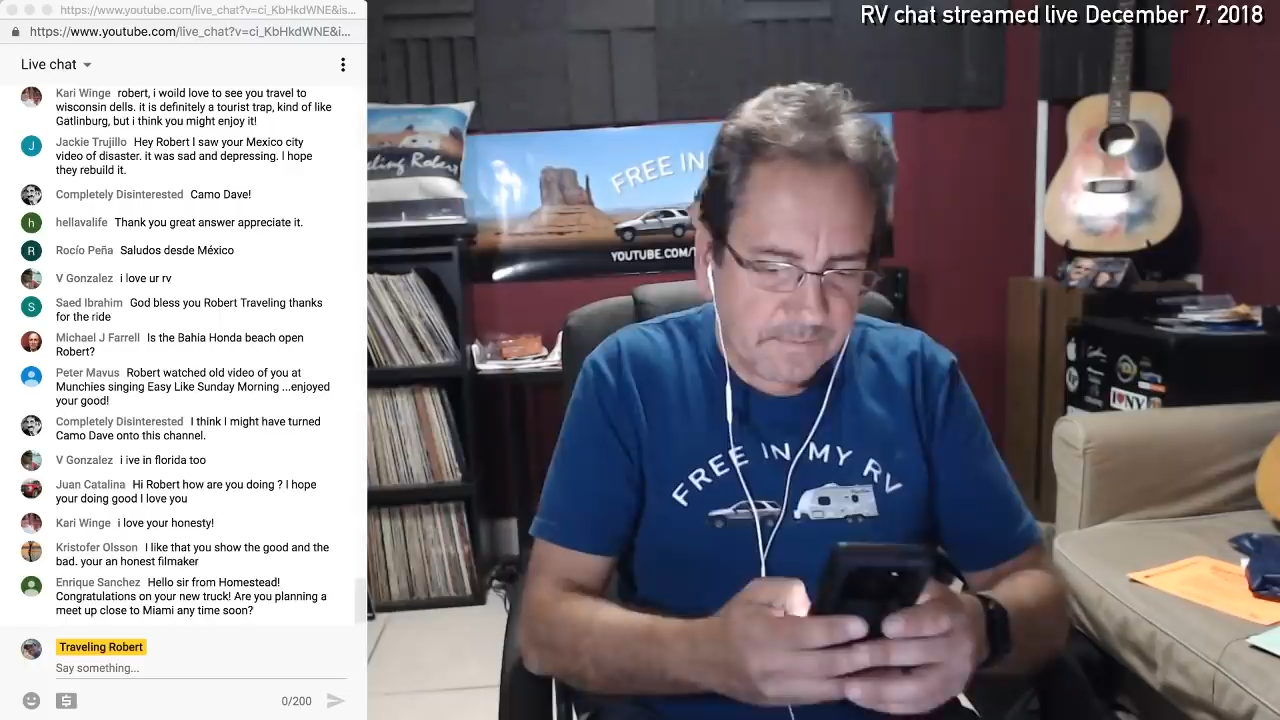 https://www.youtube.com/live_chat?v=ci_KbHkdWNE&is...
https://www.youtube.com/live_chat?v=ci_KbHkdWNE&i...
RV chat streamed live December 7, 2018
Live chat
Kari Winge robert, i woild love to see you travel to
wisconsin dells. it is definitely a tourist trap, kind of like
Gatlinburg, but i think you might enjoy it!
J Jackie Trujillo Hey Robert I saw your Mexico city
video of disaster. it was sad and depressing. I hope
they rebuild it.
Completely Disinterested Camo Dave!
h hellavalife Thank you great answer appreciate it.
R Rocío Peña Saludos desde México
V Gonzalez i love ur rv
S Saed Ibrahim God bless you Robert Traveling thanks
for the ride
Michael J Farrell Is the Bahia Honda beach open
Robert?
Peter Mavus Robert watched old video of you at
Munchies singing Easy Like Sunday Morning ...enjoyed
your good!
Completely Disinterested I think I might have turned
Camo Dave onto this channel.
V Gonzalez i ive in florida too
Juan Catalina Hi Robert how are you doing ? I hope
your doing good I love you
Kari Winge i love your honesty!
Kristofer Olsson I like that you show the good and the
bad. your an honest filmaker
Enrique Sanchez Hello sir from Homestead!
Congratulations on your new truck! Are you planning a
meet up close to Miami any time soon?
Traveling Robert
Say something...
0/200
FREE IN
YOUTUBE.COM/
FREE IN MY RV
I NY